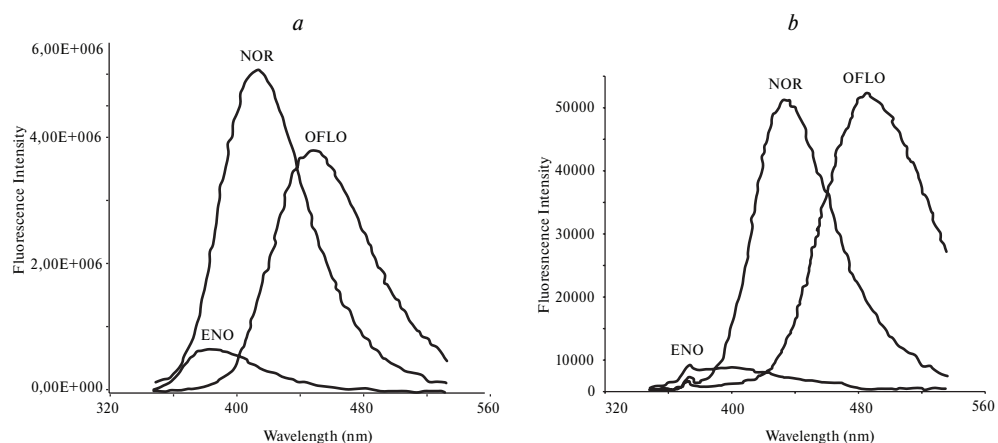 a
6,00E+006
NOR
4,00E+006
OFLO
2,00E+006
ENO
0,00E+000
320
400
480
560
Fluorescence Intensity
Wavelength (nm)
b
50000
NOR
OFLO
40000
30000
20000
10000
ENO
0
320
400
480
560
Fluoresncence Intensity
Wavelength (nm)